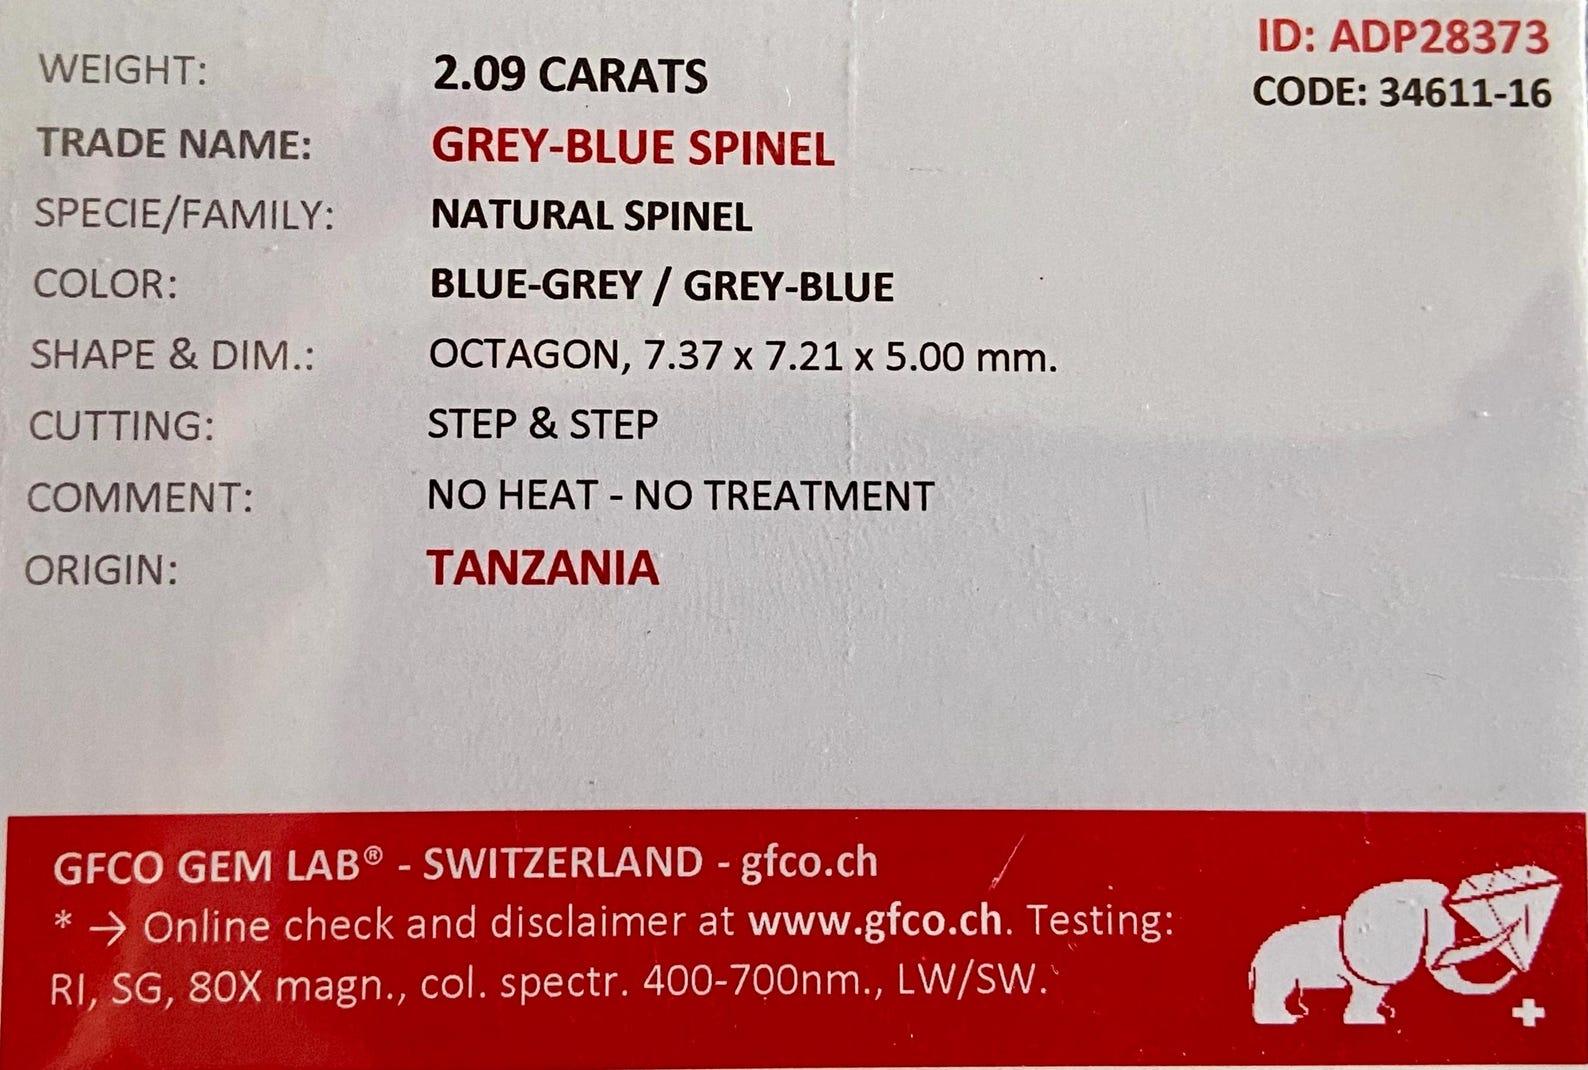 ID: ADP28373
CODE: 34611-16
WEIGHT: 2.09 CARATS
TRADE NAME: GREY-BLUE SPINEL
SPECIE/FAMILY: NATURAL SPINEL
COLOR: BLUE-GREY / GREY-BLUE
SHAPE & DIM.: OCTAGON, 7.37 x 7.21 x 5.00 mm.
CUTTING: STEP & STEP
COMMENT: NO HEAT - NO TREATMENT
ORIGIN: TANZANIA
GFCO GEM LAB® - SWITZERLAND - gfco.ch
* → Online check and disclaimer at www.gfco.ch. Testing:
RI, SG, 80X magn., col. spectr. 400-700nm., LW/SW.